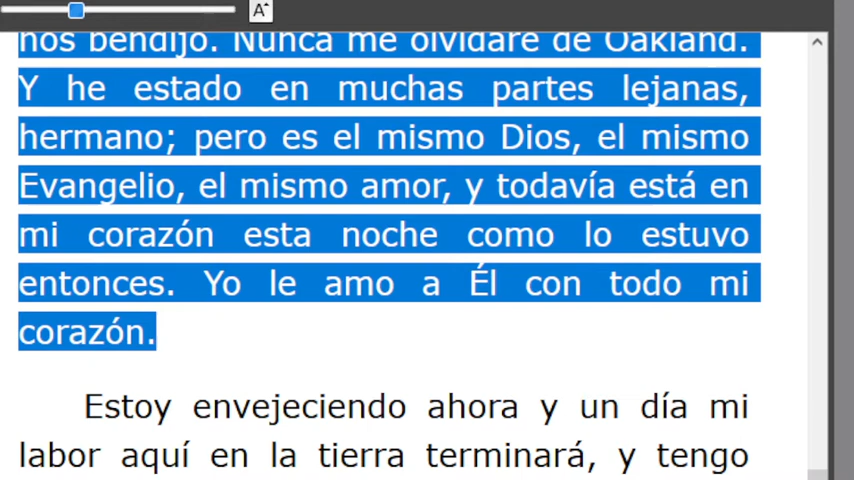 A
nos bendijo. Nunca me olvidaré de Oakland.
Y he estado en muchas partes lejanas,
hermano; pero es el mismo Dios, el mismo
Evangelio, el mismo amor, y todavía está en
mi corazón esta noche como lo estuvo
entonces. Yo le amo a Él con todo mi
corazón.
Estoy envejeciendo ahora y un día mi
labor aquí en la tierra terminará, y tengo